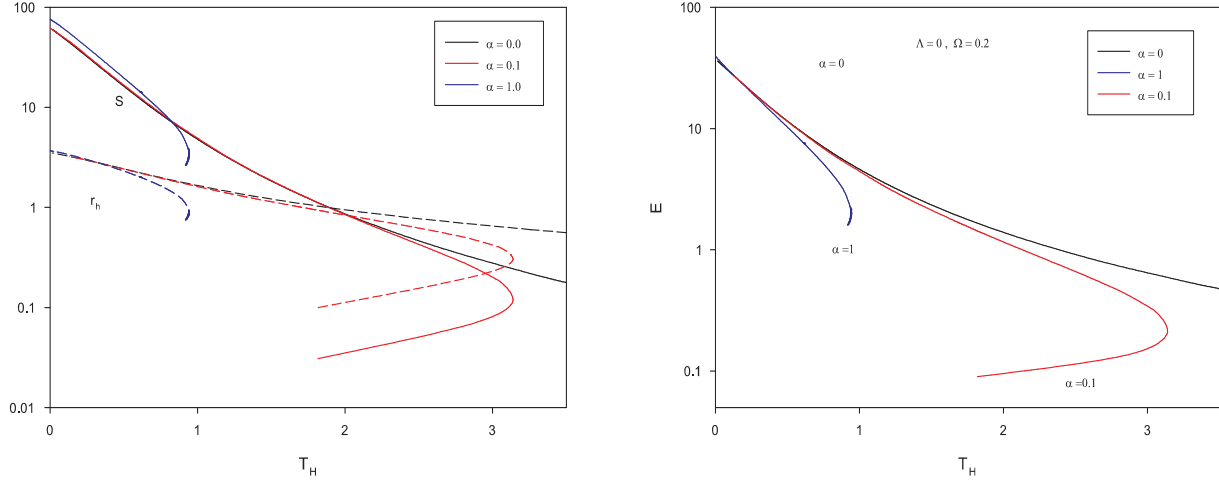 100
10
1
0.1
0.01
0
1
2
3
T_H
S
r_h
α = 0.0
α = 0.1
α = 1.0
100
10
1
0.1
E
0
1
2
3
T_H
Λ=0 , Ω = 0.2
α = 0
α = 0
α = 1
α = 0.1
α = 1
α = 0.1